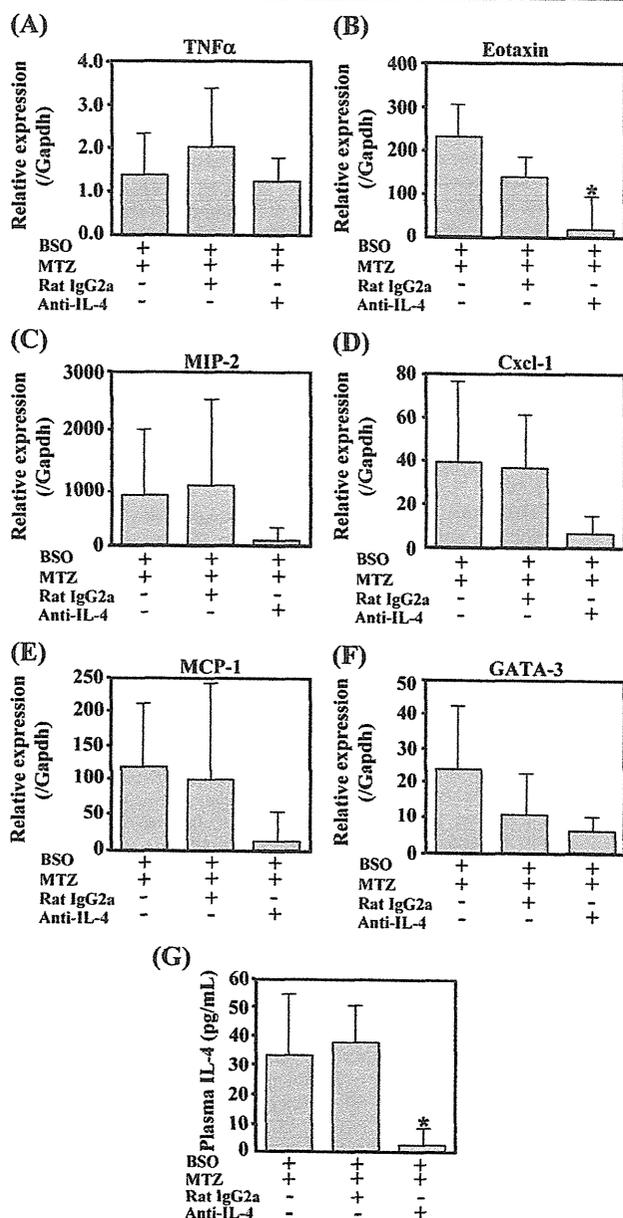 (A)
TNFα
Relative expression
(/Gapdh)
4.0
3.0
2.0
1.0
0.0
BSO + + +
MTZ + + +
Rat IgG2a - + -
Anti-IL-4 - - +
(B)
Eotaxin
Relative expression
(/Gapdh)
400
300
200
100
0
*
BSO + + +
MTZ + + +
Rat IgG2a - + -
Anti-IL-4 - - +
(C)
MIP-2
Relative expression
(/Gapdh)
3000
2000
1000
0
BSO + + +
MTZ + + +
Rat IgG2a - + -
Anti-IL-4 - - +
(D)
Cxcl-1
Relative expression
(/Gapdh)
80
60
40
20
0
BSO + + +
MTZ + + +
Rat IgG2a - + -
Anti-IL-4 - - +
(E)
MCP-1
Relative expression
(/Gapdh)
250
200
150
100
50
0
BSO + + +
MTZ + + +
Rat IgG2a - + -
Anti-IL-4 - - +
(F)
GATA-3
Relative expression
(/Gapdh)
50
40
30
20
10
0
BSO + + +
MTZ + + +
Rat IgG2a - + -
Anti-IL-4 - - +
(G)
Plasma IL-4 (pg/mL)
60
50
40
30
20
10
0
*
BSO + + +
MTZ + + +
Rat IgG2a - + -
Anti-IL-4 - - +